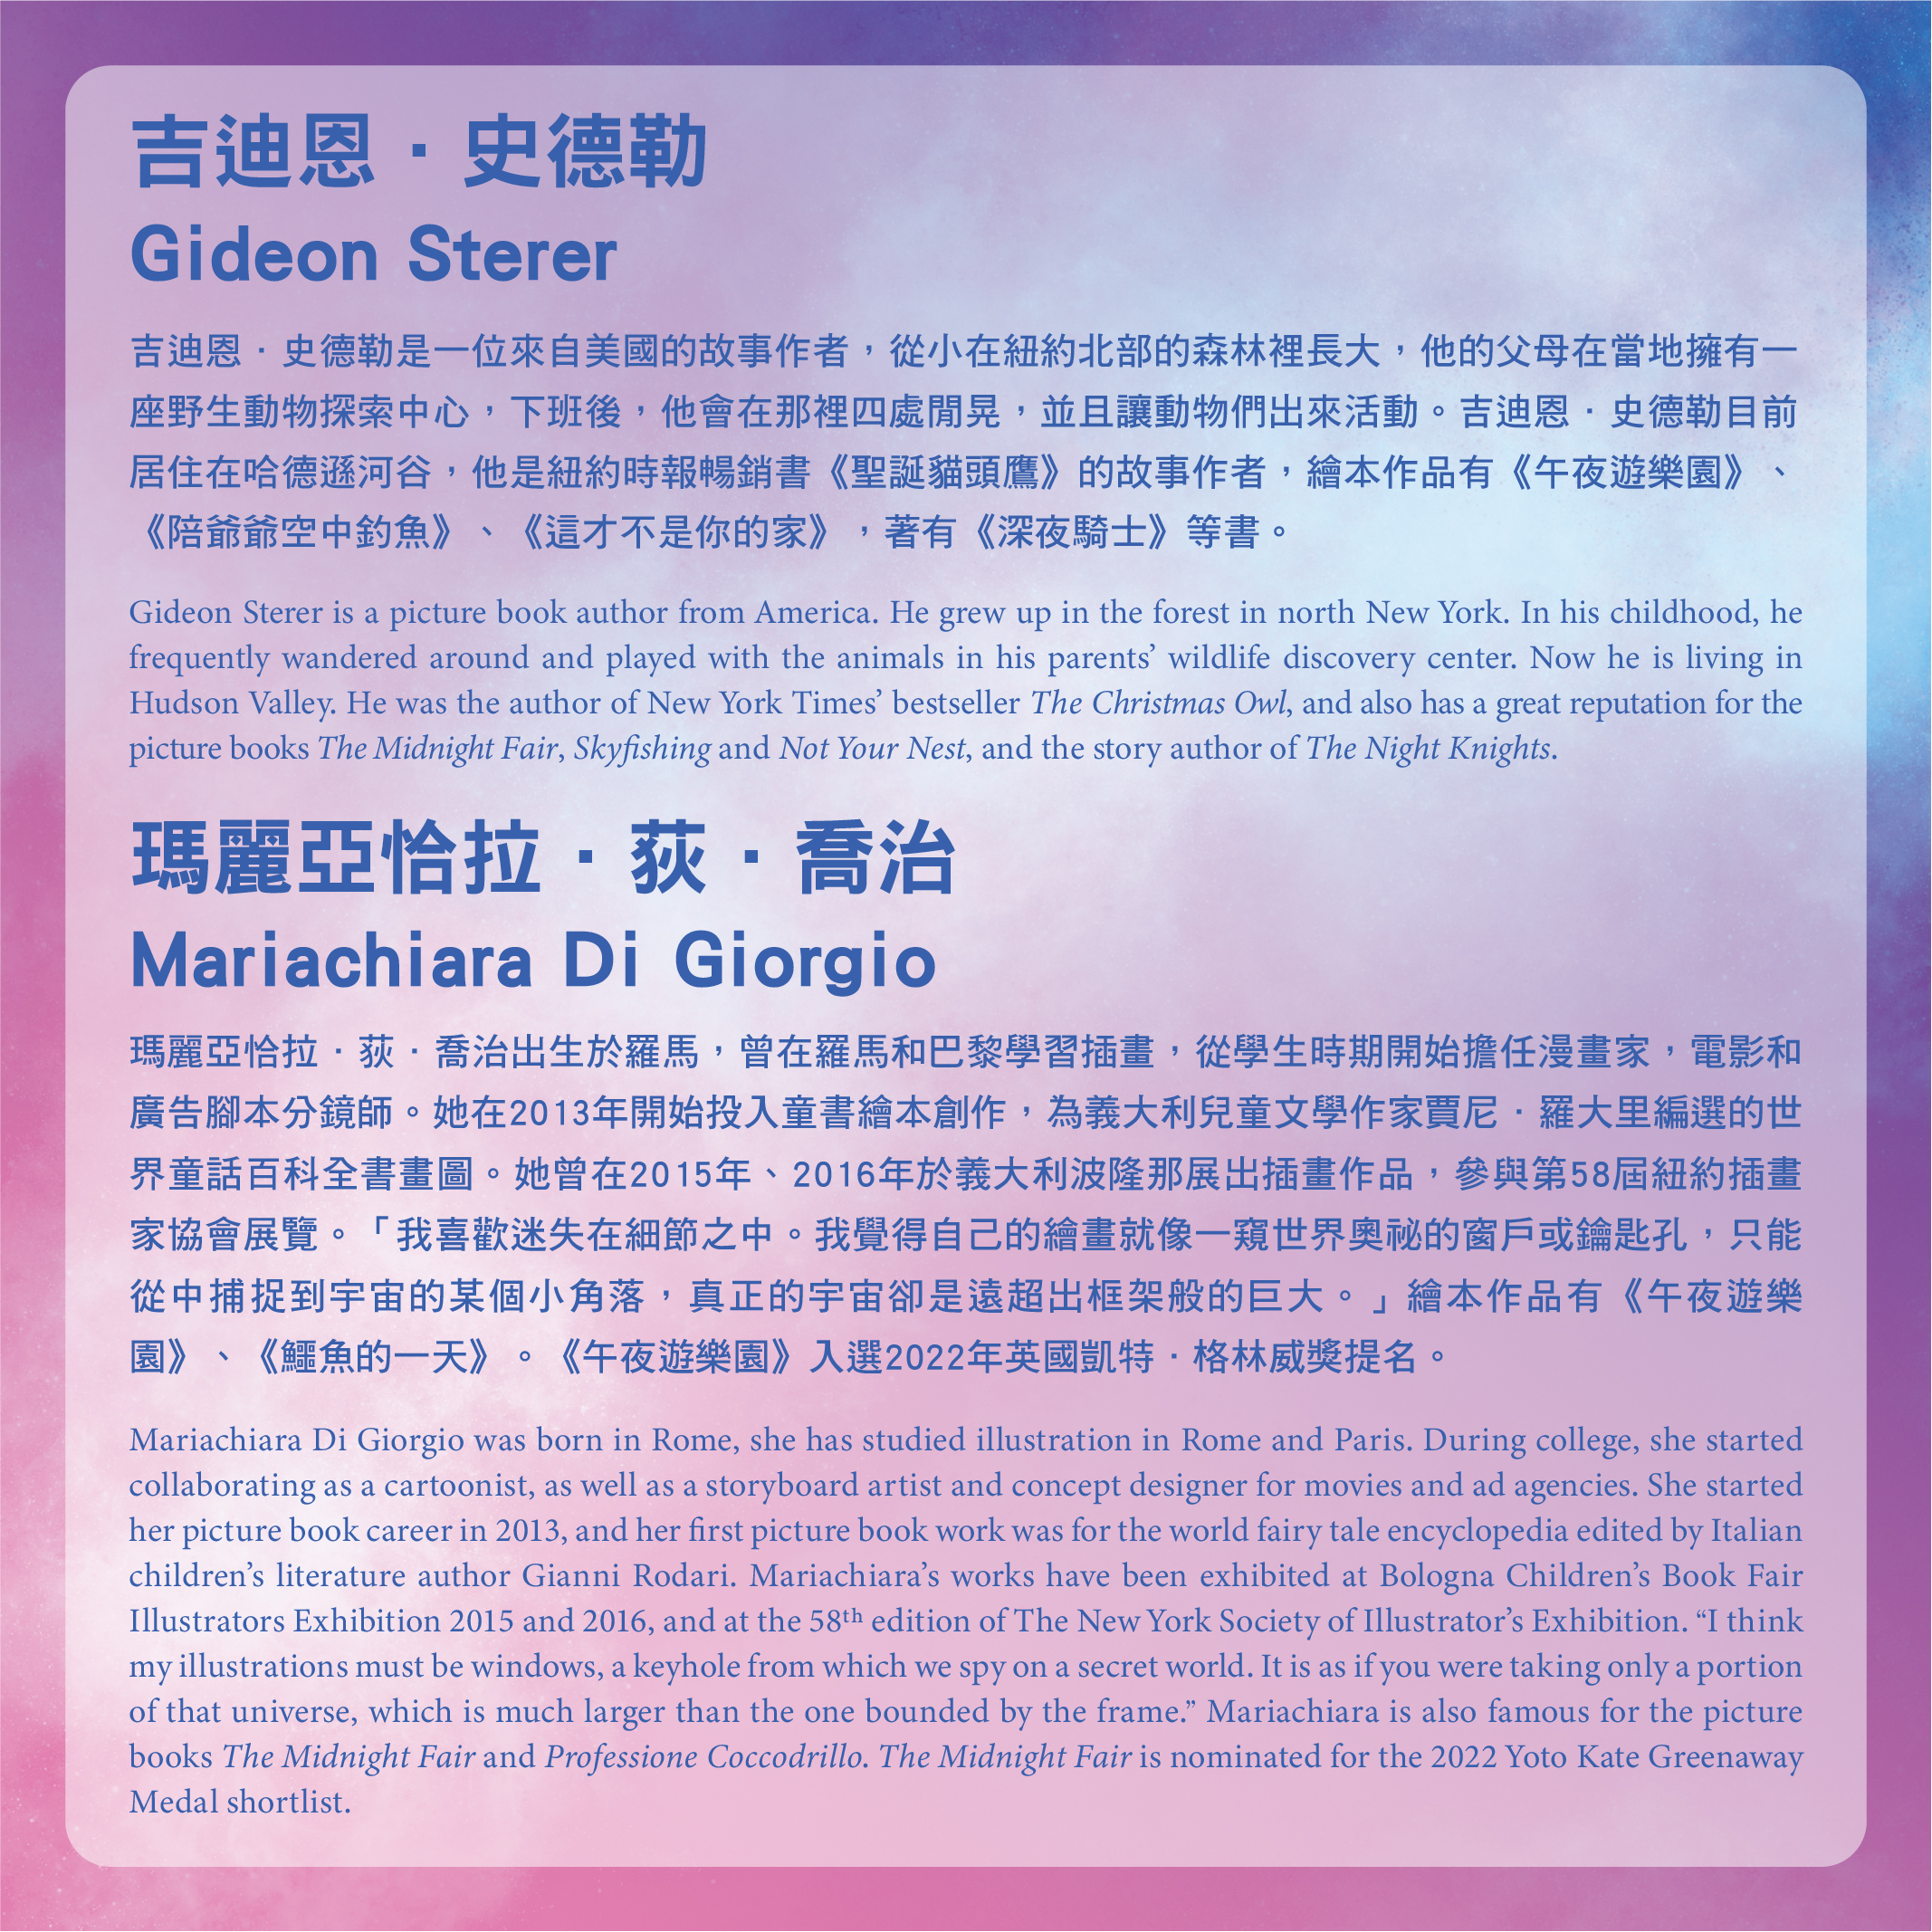 吉迪恩．史德勒
Gideon Sterer
吉迪恩．史德勒是一位來自美國的故事作者，從小在紐約北部的森林裡長大，他的父母在當地擁有一
座野生動物探索中心，下班後，他會在那裡四處閒晃，並且讓動物們出來活動。吉迪恩．史德勒目前
居住在哈德遜河谷，他是紐約時報暢銷書《聖誕貓頭鷹》的故事作者，繪本作品有《午夜遊樂園》、
《陪爺爺空中釣魚》、《這才不是你的家》，著有《深夜騎士》等書。
Gideon Sterer is a picture book author from America. He grew up in the forest in north New York. In his childhood, he
frequently wandered around and played with the animals in his parents’ wildlife discovery center. Now he is living in
Hudson Valley. He was the author of New York Times’ bestseller The Christmas Owl, and also has a great reputation for the
picture books The Midnight Fair, Skyfishing and Not Your Nest, and the story author of The Night Knights.
瑪麗亞恰拉．荻．喬治
Mariachiara Di Giorgio
瑪麗亞恰拉．荻．喬治出生於羅馬，曾在羅馬和巴黎學習插畫，從學生時期開始擔任漫畫家，電影和
廣告腳本分鏡師。她在2013年開始投入童書繪本創作，為義大利兒童文學作家賈尼．羅大里編選的世
界童話百科全書畫圖。她曾在2015年、2016年於義大利波隆那展出插畫作品，參與第58屆紐約插畫
家協會展覽。「我喜歡迷失在細節之中。我覺得自己的繪畫就像一窺世界奧祕的窗戶或鑰匙孔，只能
從中捕捉到宇宙的某個小角落，真正的宇宙卻是遠超出框架般的巨大。」繪本作品有《午夜遊樂
園》、《鱷魚的一天》。《午夜遊樂園》入選2022年英國凱特．格林威獎提名。
Mariachiara Di Giorgio was born in Rome, she has studied illustration in Rome and Paris. During college, she started
collaborating as a cartoonist, as well as a storyboard artist and concept designer for movies and ad agencies. She started
her picture book career in 2013, and her first picture book work was for the world fairy tale encyclopedia edited by Italian
children’s literature author Gianni Rodari. Mariachiara’s works have been exhibited at Bologna Children’s Book Fair
Illustrators Exhibition 2015 and 2016, and at the 58th edition of The New York Society of Illustrator’s Exhibition. “I think
my illustrations must be windows, a keyhole from which we spy on a secret world. It is as if you were taking only a portion
of that universe, which is much larger than the one bounded by the frame.” Mariachiara is also famous for the picture
books The Midnight Fair and Professione Coccodrillo. The Midnight Fair is nominated for the 2022 Yoto Kate Greenaway
Medal shortlist.